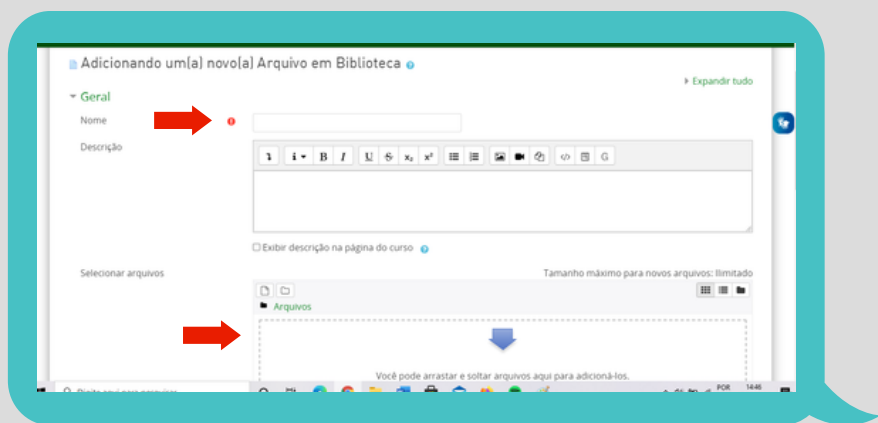 Adicionando um(a) novo(a) Arquivo em Biblioteca
Expandir tudo
Geral
Nome
Descrição
B I U S x₂ x² </> G
Exibir descrição na página do curso
Selecionar arquivos
Tamanho máximo para novos arquivos: Ilimitado
Arquivos
Você pode arrastar e soltar arquivos aqui para adicioná-los.
POR 14:46